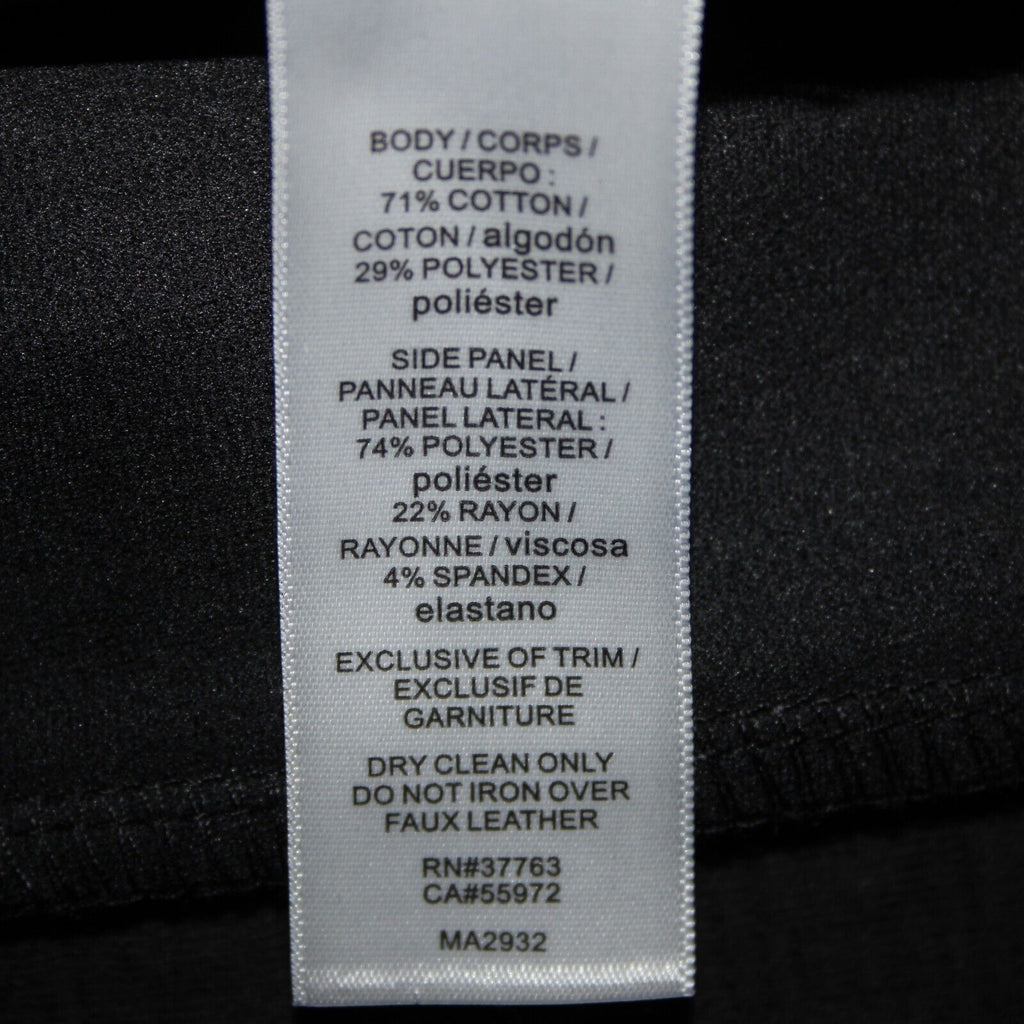 BODY / CORPS /
CUERPO :
71% COTTON /
COTON / algodón
29% POLYESTER /
poliéster
SIDE PANEL /
PANNEAU LATÉRAL /
PANEL LATERAL :
74% POLYESTER /
poliéster
22% RAYON /
RAYONNE / viscosa
4% SPANDEX /
elastano
EXCLUSIVE OF TRIM /
EXCLUSIF DE
GARNITURE
DRY CLEAN ONLY
DO NOT IRON OVER
FAUX LEATHER
RN#37763
CA#55972
MA2932